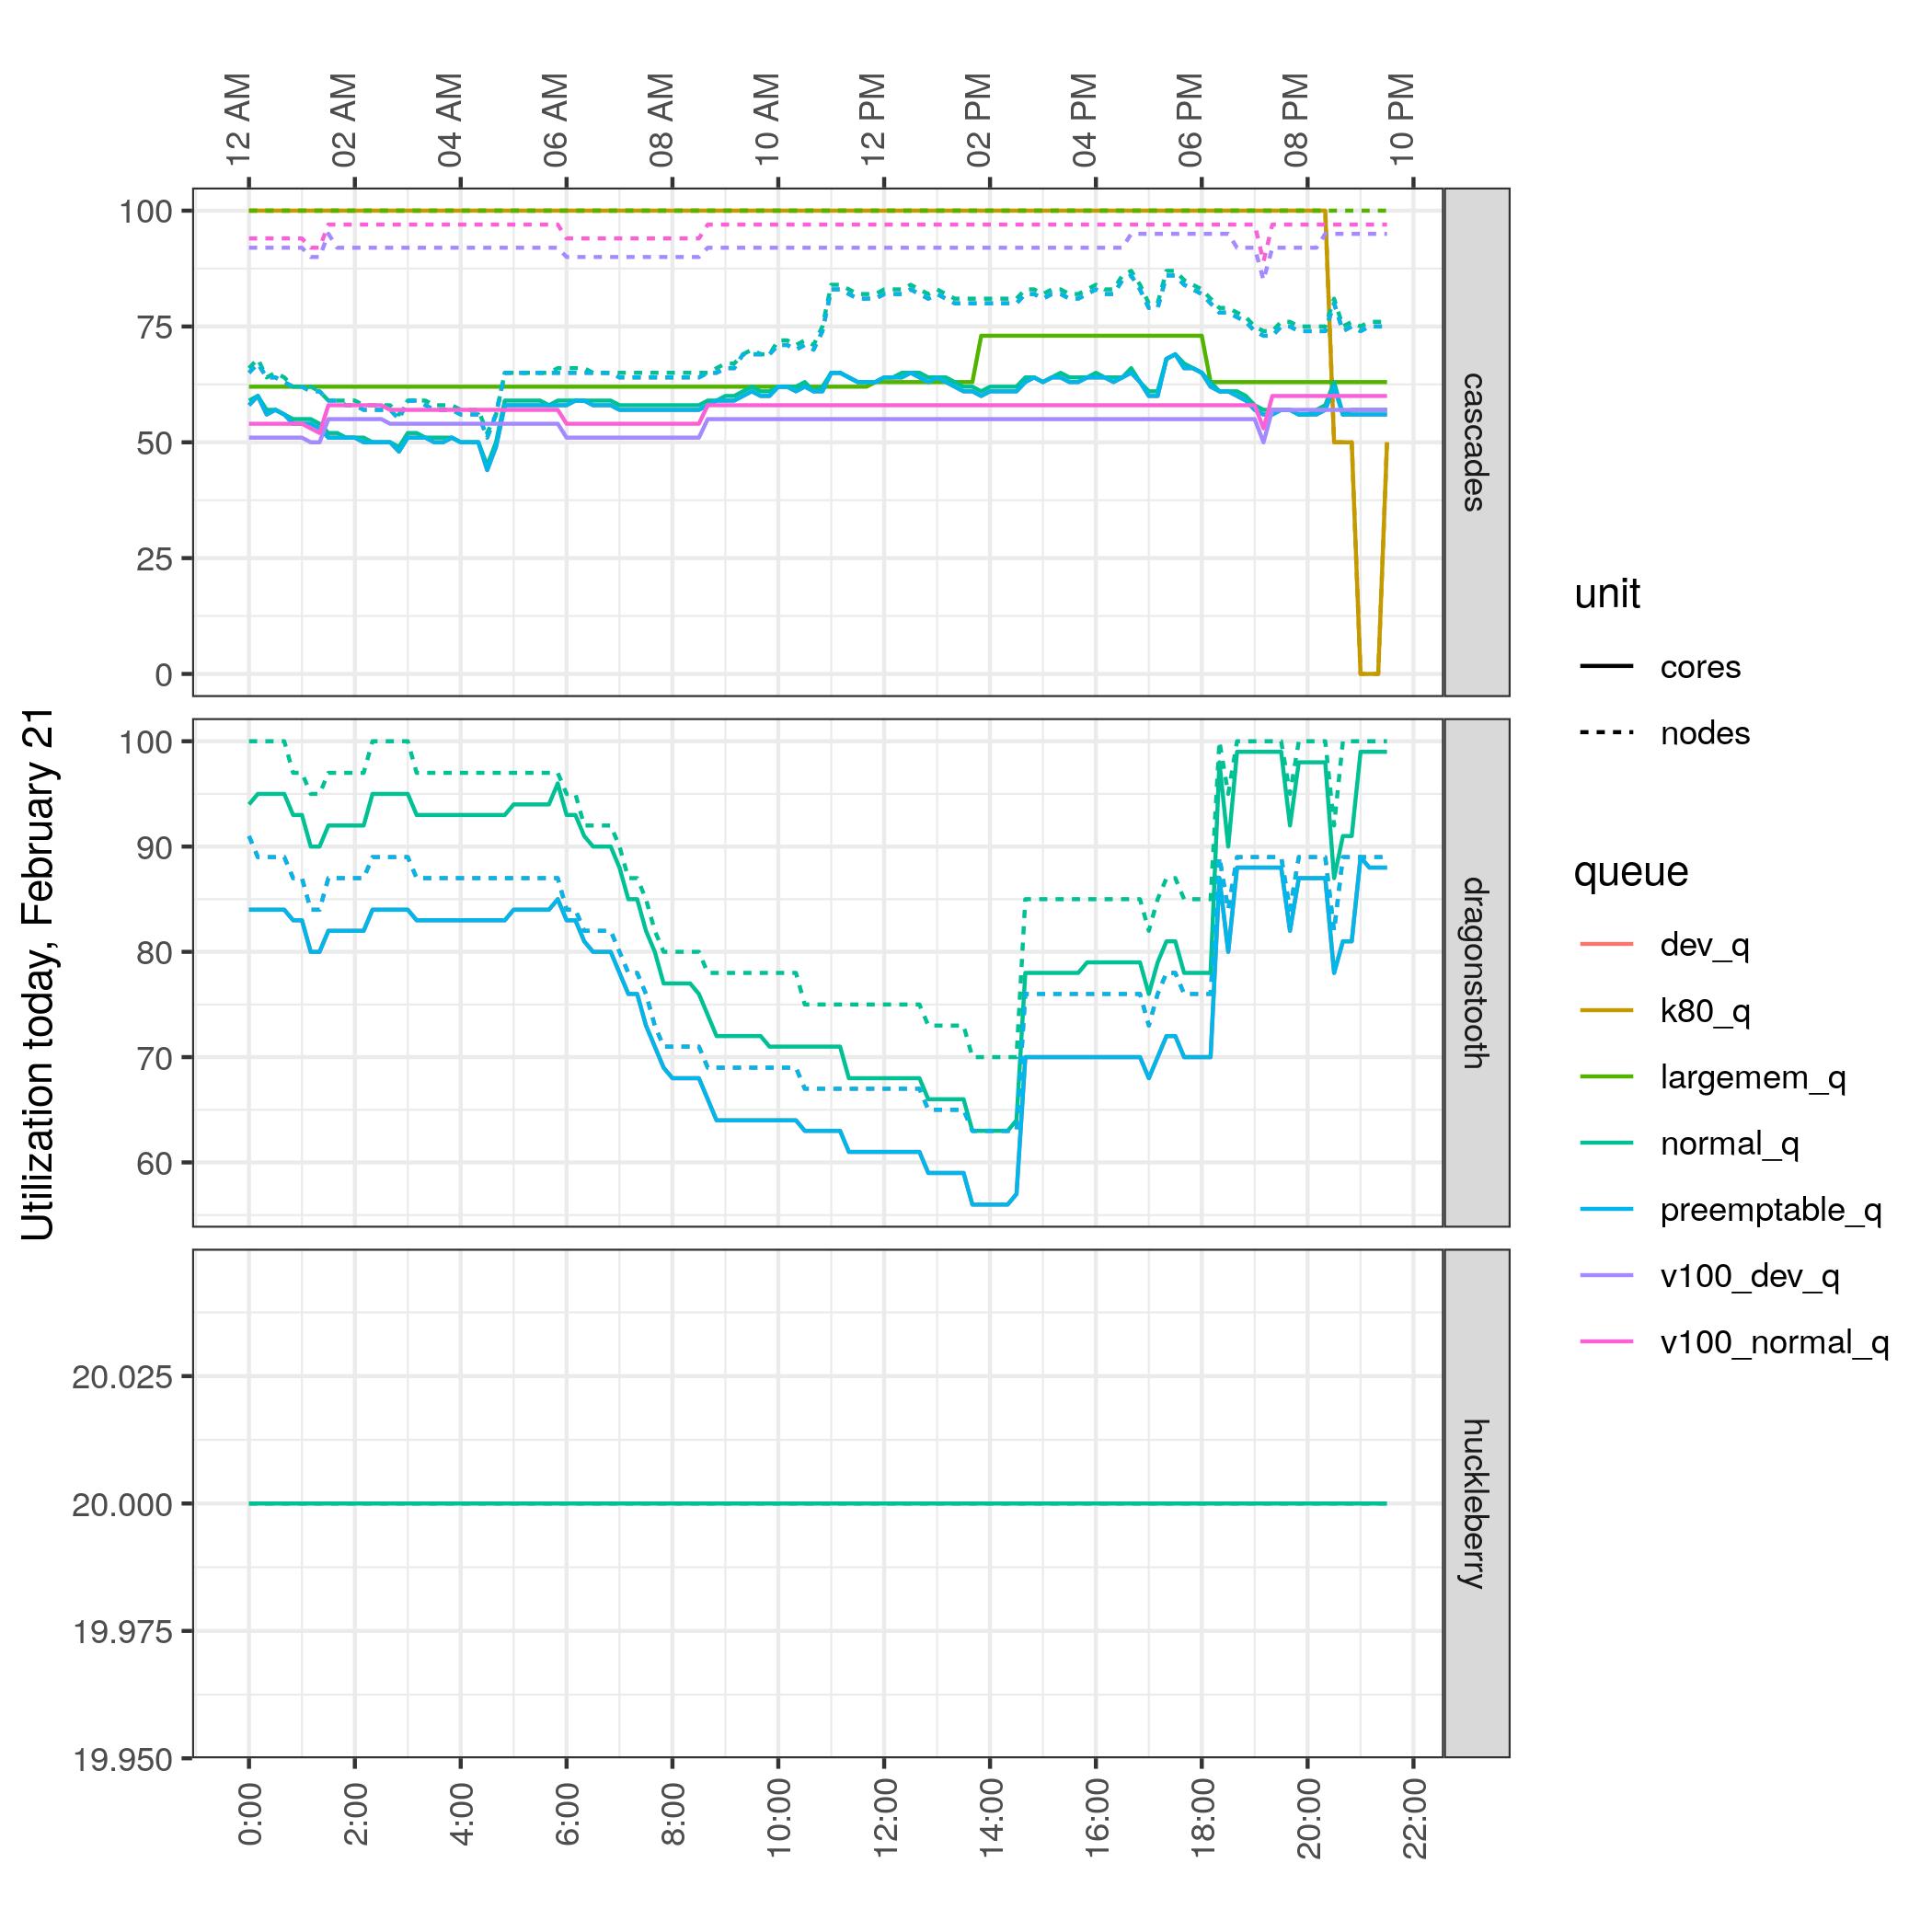 12 AM
02 AM
04 AM
06 AM
08 AM
10 AM
12 PM
02 PM
04 PM
06 PM
08 PM
10 PM
Utilization today, February 21
100
75
50
25
0
cascades
100
90
80
70
60
dragonstooth
20.025
20.000
19.975
19.950
huckleberry
0:00
2:00
4:00
6:00
8:00
10:00
12:00
14:00
16:00
18:00
20:00
22:00
unit
cores
nodes
queue
dev_q
k80_q
largemem_q
normal_q
preemptable_q
v100_dev_q
v100_normal_q